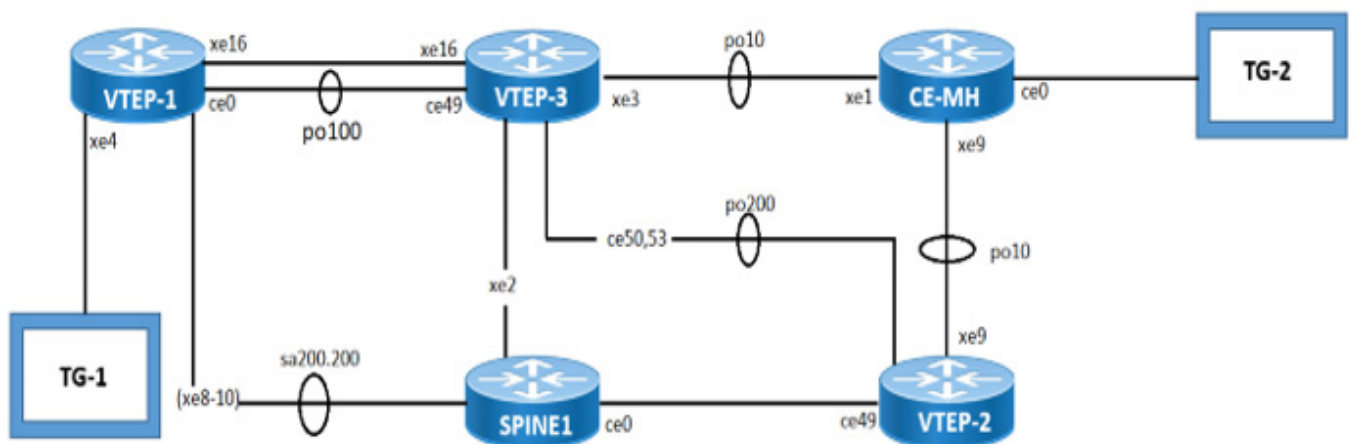 xe16
xe16
po10
VTEP-1
ce0
ce49
VTEP-3
xe3
xe1
CE-MH
ce0
TG-2
po100
xe4
xe9
po200
ce50,53
po10
xe2
xe9
TG-1
sa200.200
(xe8-10)
SPINE1
ce0
ce49
VTEP-2